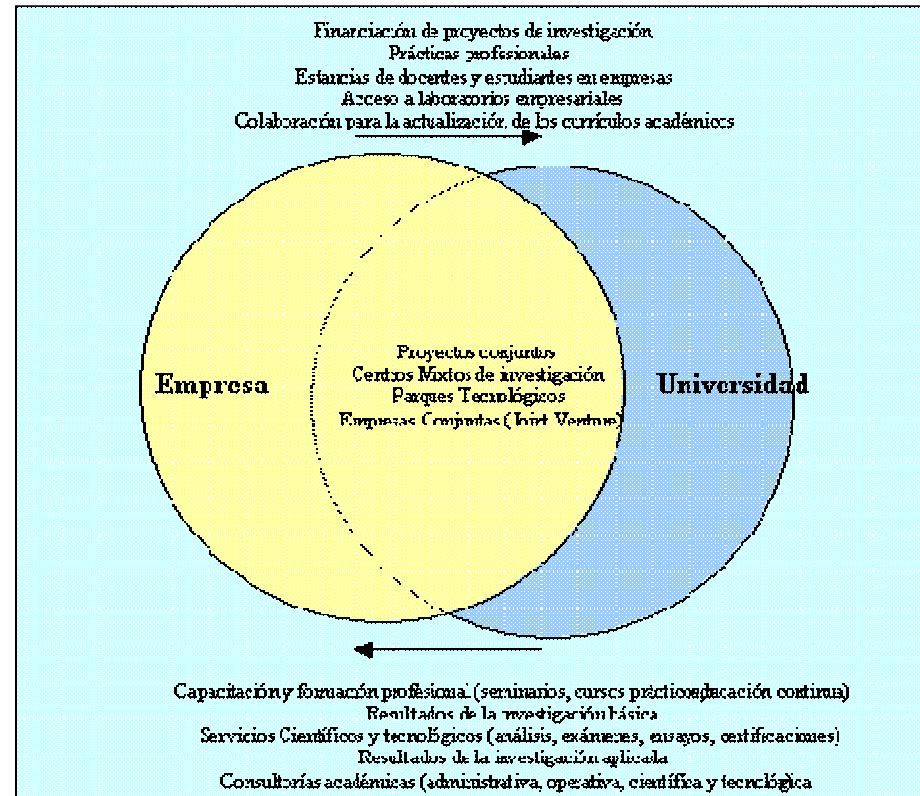 Financiación de proyectos de investigación
Prácticas profesionales
Estancias de docentes y estudiantes en empresas
Acceso a laboratorios empresariales
Colaboración para la actualización de los currículos académicos
Empresa
Proyectos conjuntos
Centros Mixtos de investigación
Parques Tecnológicos
Empresas Conjuntas (Joint Venture)
Universidad
Capacitación y formación profesional (seminarios, cursos prácticos, educación continua)
Resultados de la investigación básica
Servicios Científicos y tecnológicos (análisis, exámenes, ensayos, certificaciones)
Resultados de la investigación aplicada
Consultorías académicas (administrativa, operativa, científica y tecnológica